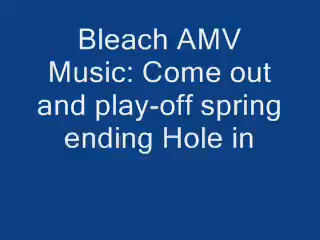 Bleach AMV
Music: Come out
and play-off spring
ending Hole in